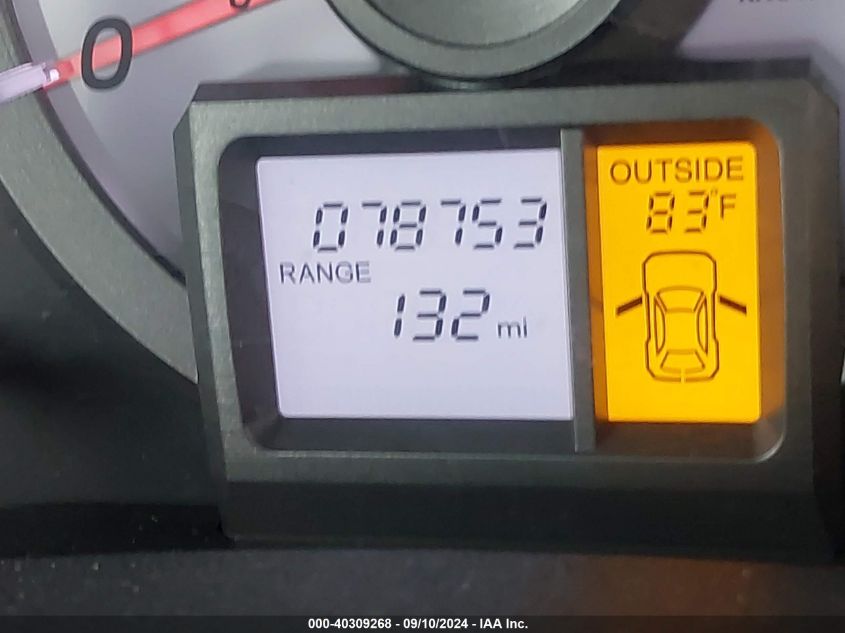 0
078753
RANGE
132 mi
OUTSIDE
83°F
000-40309268 - 09/10/2024 - IAA Inc.